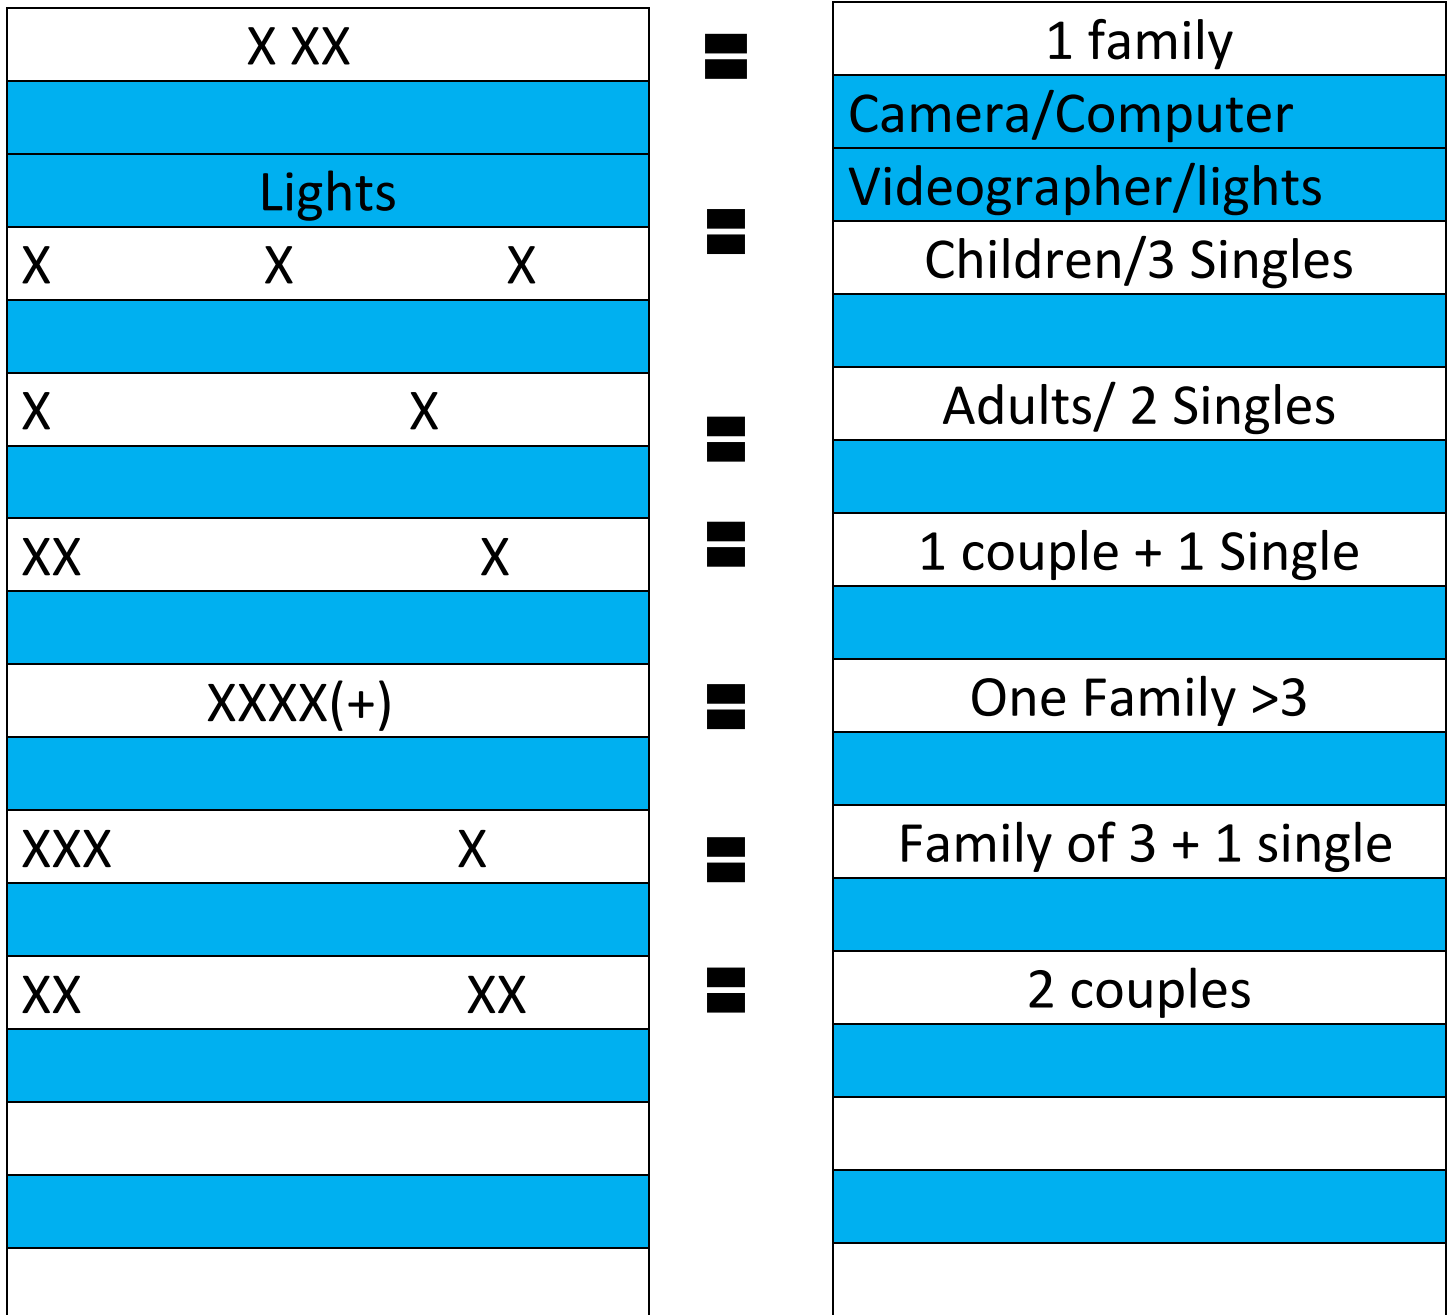 X XX = 1 family
Camera/Computer
Lights = Videographer/lights
X X X Children/3 Singles
X X = Adults/ 2 Singles
XX X = 1 couple + 1 Single
XXXX(+) = One Family >3
XXX X = Family of 3 + 1 single
XX XX = 2 couples